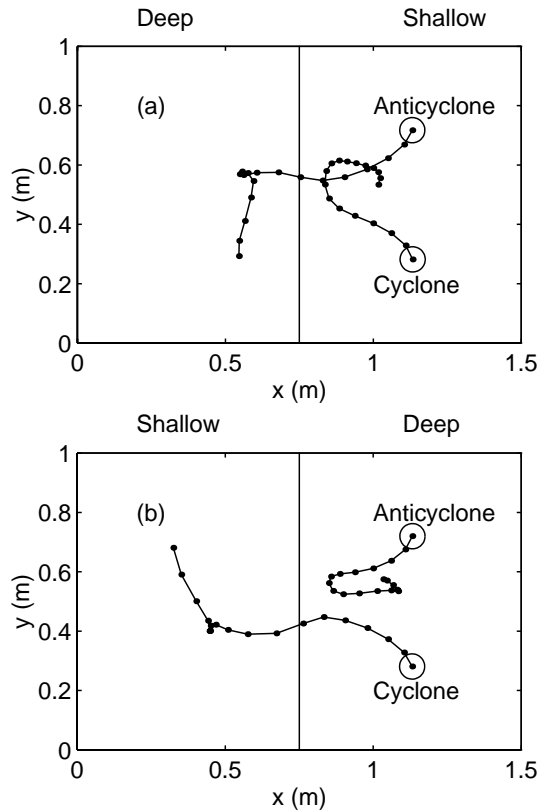 Deep Shallow
1
0.8
(a)
Anticyclone
0.6
y (m)
0.4
0.2
Cyclone
0
0 0.5 1 1.5
x (m)
Shallow Deep
1
0.8
(b)
Anticyclone
0.6
y (m)
0.4
0.2
Cyclone
0
0 0.5 1 1.5
x (m)